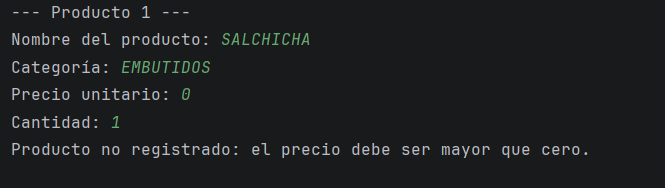 --- Producto 1 ---
Nombre del producto: SALCHICHA
Categoría: EMBUTIDOS
Precio unitario: 0
Cantidad: 1
Producto no registrado: el precio debe ser mayor que cero.